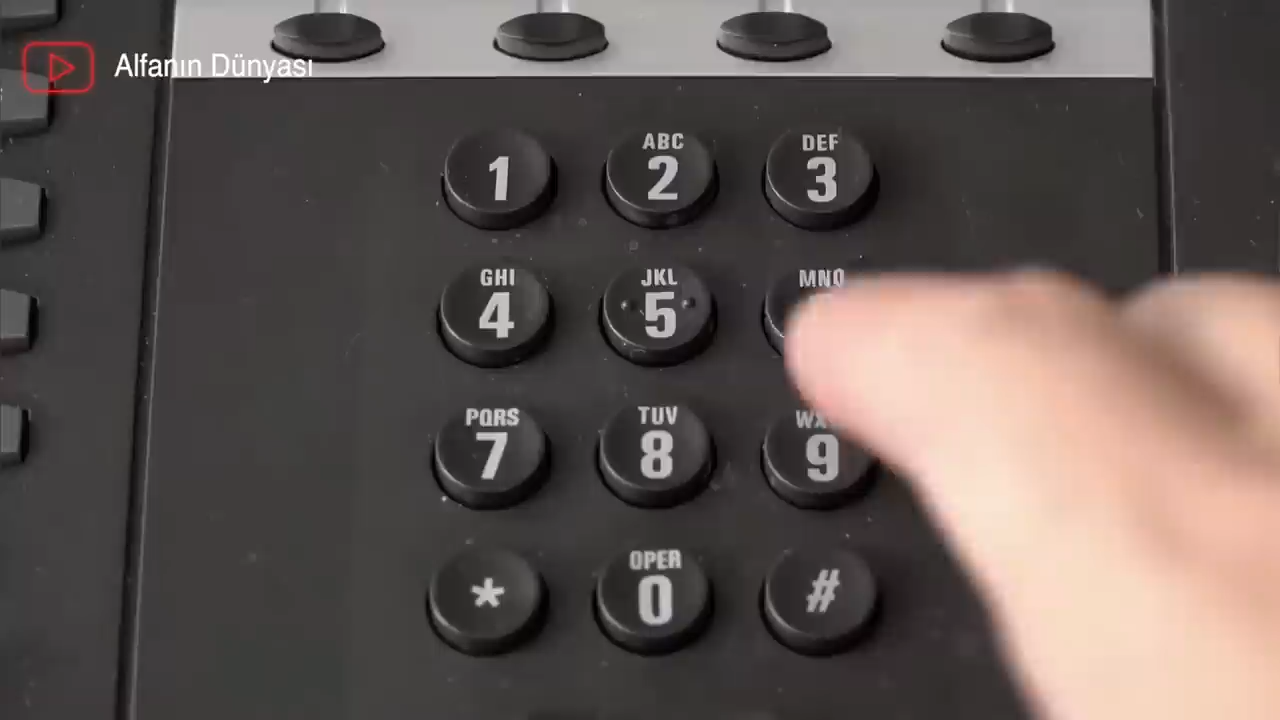 Alfanın Dünyası
1
ABC
2
DEF
3
GHI
4
JKL
5
MNO
PQRS
7
TUV
8
9
*
OPER
0
#